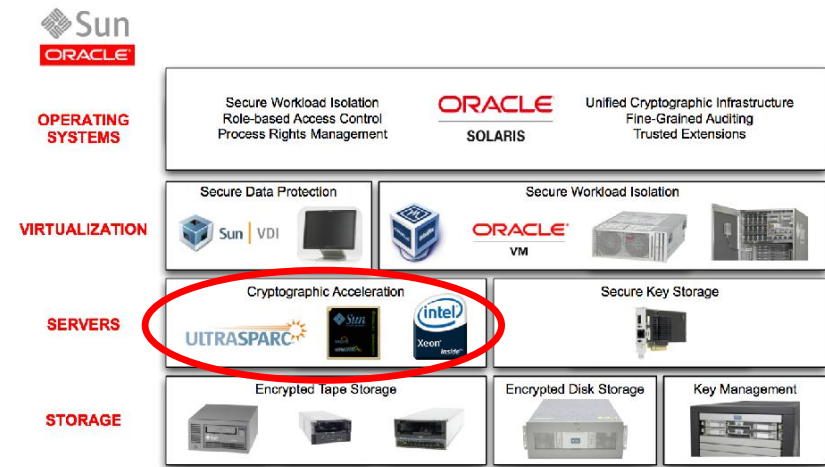 Sun
ORACLE
OPERATING
SYSTEMS
Secure Workload Isolation
Role-based Access Control
Process Rights Management
ORACLE
SOLARIS
Unified Cryptographic Infrastructure
Fine-Grained Auditing
Trusted Extensions
VIRTUALIZATION
Secure Data Protection
Sun VDI
Secure Workload Isolation
ORACLE
VM
SERVERS
Cryptographic Acceleration
ULTRASPARC
Sun
intel
Xeon
inside
Secure Key Storage
STORAGE
Encrypted Tape Storage
Encrypted Disk Storage
Key Management